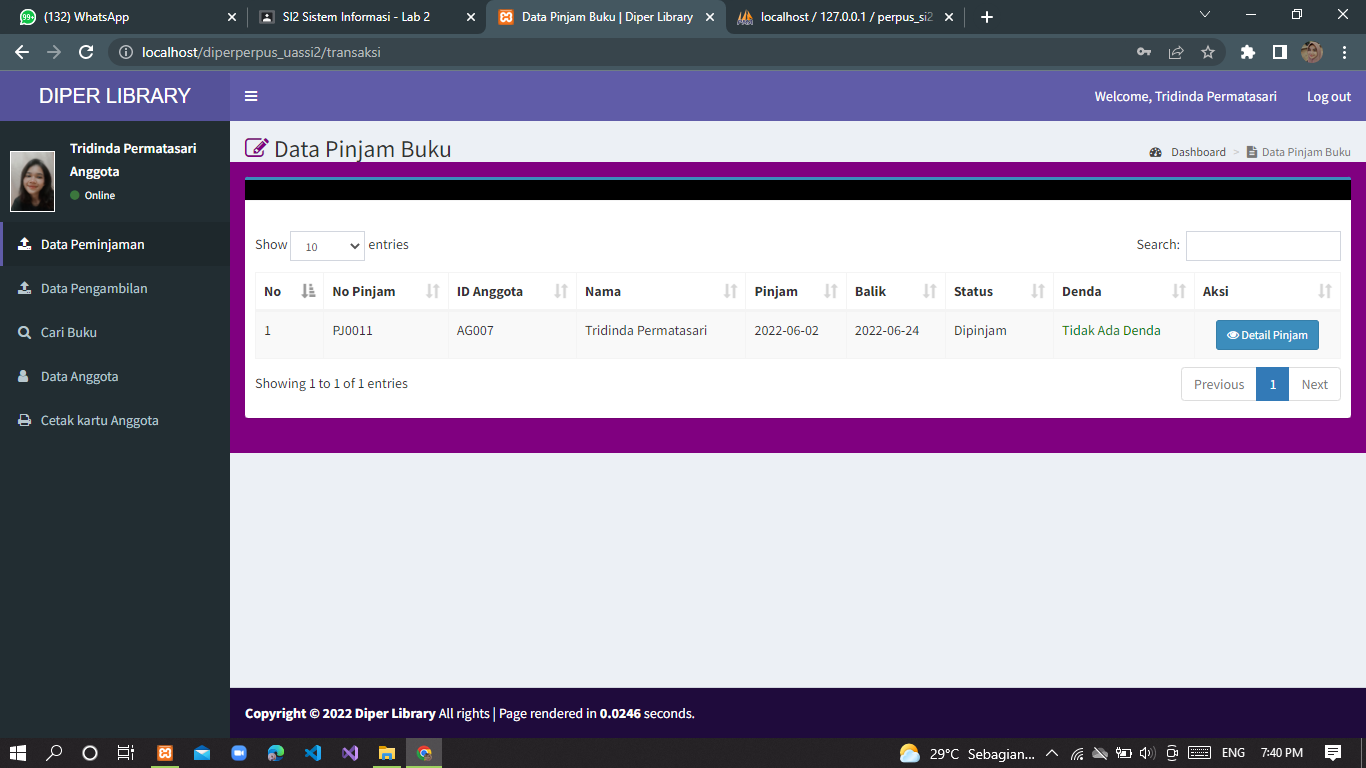 (132) WhatsApp
SI2 Sistem Informasi - Lab 2
Data Pinjam Buku | Diper Library
localhost / 127.0.0.1 / perpus_si2
localhost/diperperpus_uassi2/transaksi
DIPER LIBRARY
Welcome, Tridinda Permatasari
Log out
Tridinda Permatasari
Anggota
Online
Data Peminjaman
Data Pengambilan
Cari Buku
Data Anggota
Cetak kartu Anggota
Data Pinjam Buku
Dashboard > Data Pinjam Buku
Show 10 entries
Search:
No No Pinjam ID Anggota Nama Pinjam Balik Status Denda Aksi
1 PJ0011 AG007 Tridinda Permatasari 2022-06-02 2022-06-24 Dipinjam Tidak Ada Denda Detail Pinjam
Showing 1 to 1 of 1 entries
Previous 1 Next
Copyright © 2022 Diper Library All rights | Page rendered in 0.0246 seconds.
29°C Sebagian... ENG 7:40 PM